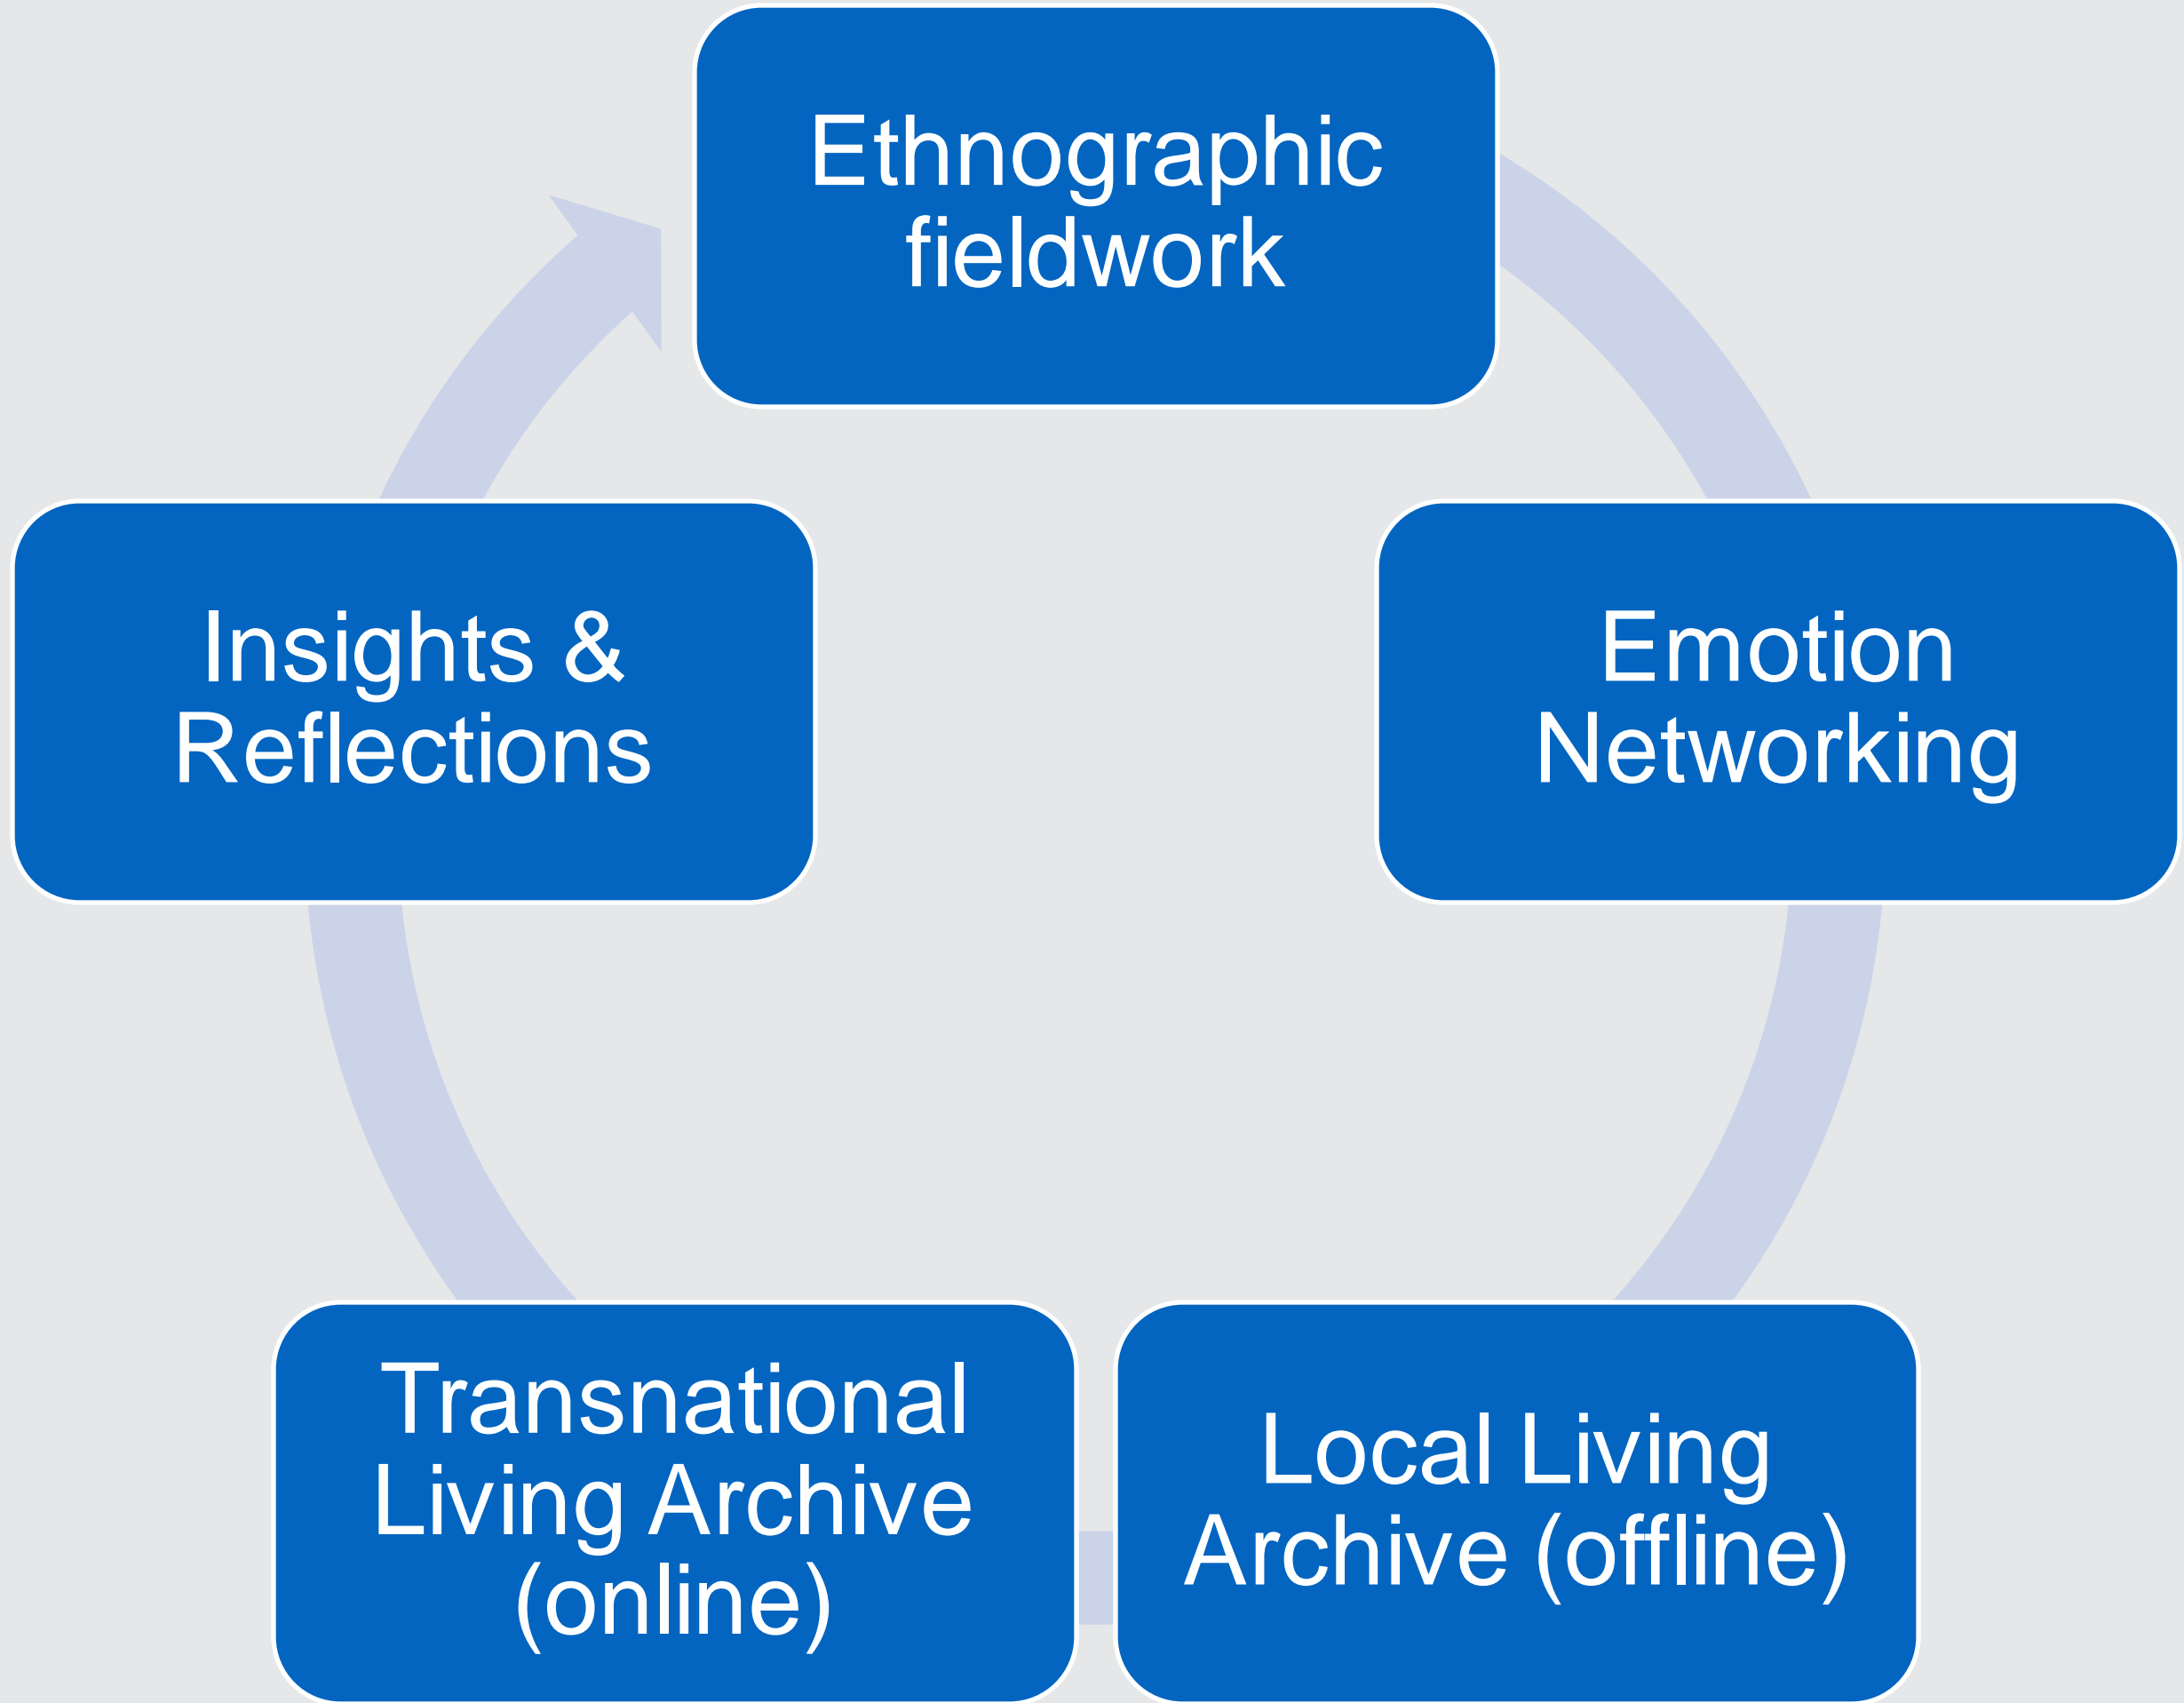 Ethnographic
fieldwork
Emotion
Networking
Local Living
Archive (offline)
Transnational
Living Archive
(online)
Insights &
Reflections